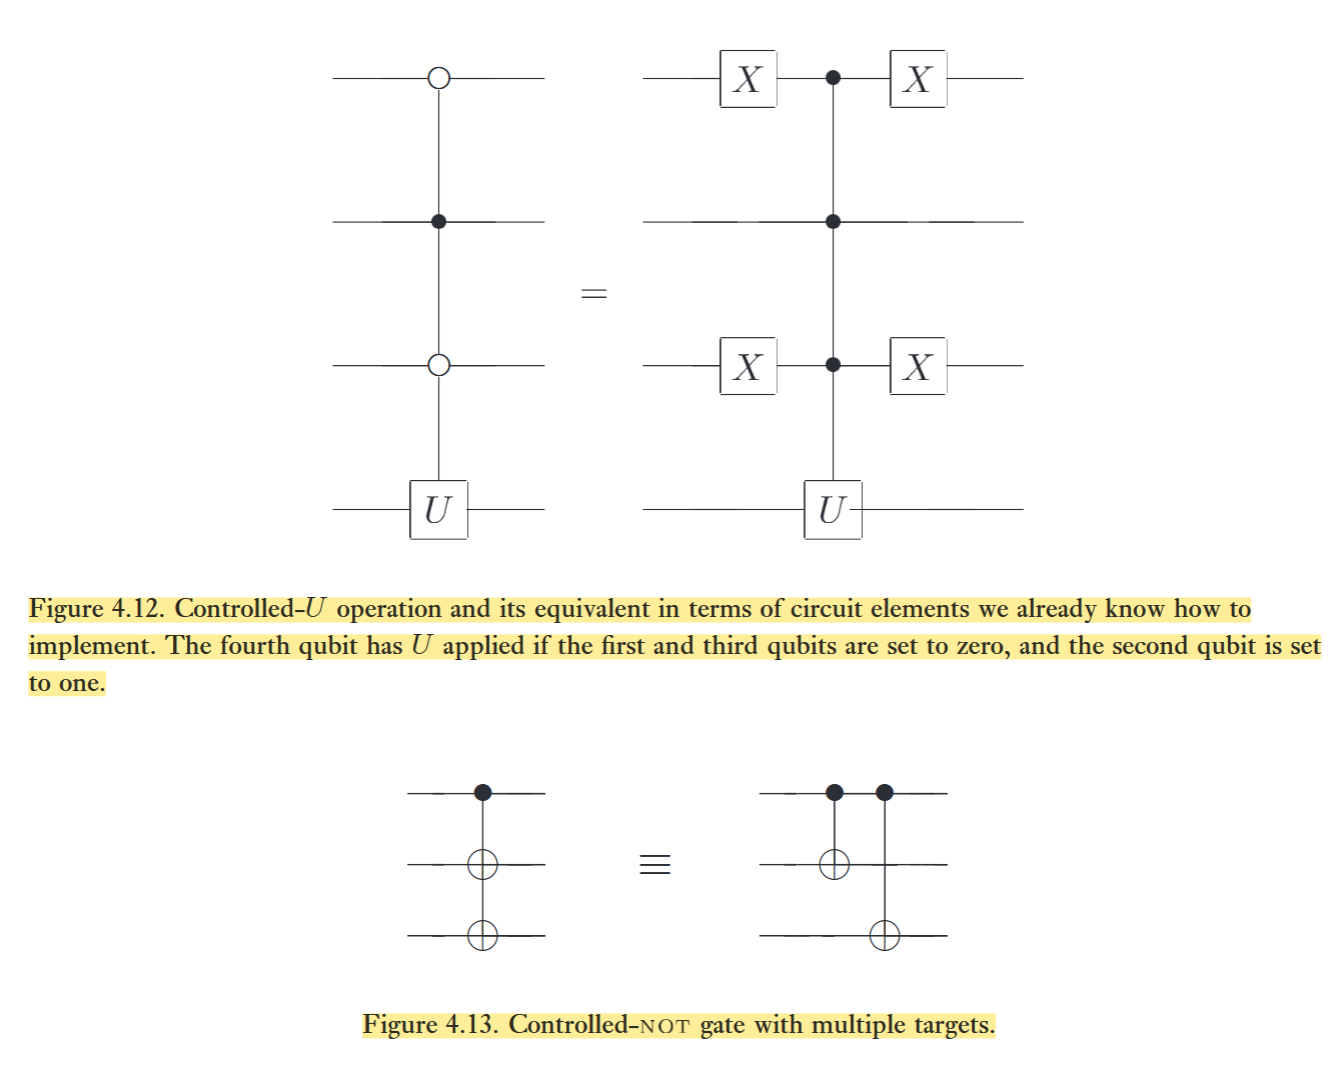 X X
=
X X
U U
Figure 4.12. Controlled-U operation and its equivalent in terms of circuit elements we already know how to
implement. The fourth qubit has U applied if the first and third qubits are set to zero, and the second qubit is set
to one.
≡
Figure 4.13. Controlled-NOT gate with multiple targets.